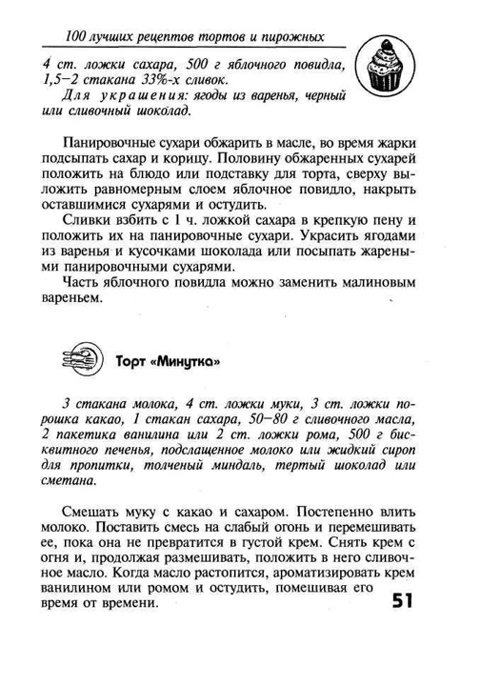 100 лучших рецептов тортов и пирожных
4 ст. ложки сахара, 500 г яблочного повидла,
1,5–2 стакана 33%-х сливок.
Для украшения: ягоды из варенья, черный
или сливочный шоколад.
Панировочные сухари обжарить в масле, во время жарки
подсыпать сахар и корицу. Половину обжаренных сухарей
положить на блюдо или подставку для торта, сверху вы-
ложить равномерным слоем яблочное повидло, накрыть
оставшимися сухарями и остудить.
Сливки взбить с 1 ч. ложкой сахара в крепкую пену и
положить их на панировочные сухари. Украсить ягодами
из варенья и кусочками шоколада или посыпать жарены-
ми панировочными сухарями.
Часть яблочного повидла можно заменить малиновым
вареньем.
Торт «Минутка»
3 стакана молока, 4 ст. ложки муки, 3 ст. ложки по-
рошка какао, 1 стакан сахара, 50–80 г сливочного масла,
2 пакетика ванилина или 2 ст. ложки рома, 500 г бис-
квитного печенья, подслащенное молоко или жидкий сироп
для пропитки, толченый миндаль, тертый шоколад или
сметана.
Смешать муку с какао и сахаром. Постепенно влить
молоко. Поставить смесь на слабый огонь и перемешивать
ее, пока она не превратится в густой крем. Снять крем с
огня и, продолжая размешивать, положить в него сливоч-
ное масло. Когда масло растопится, ароматизировать крем
ванилином или ромом и остудить, помешивая его
время от времени.
51